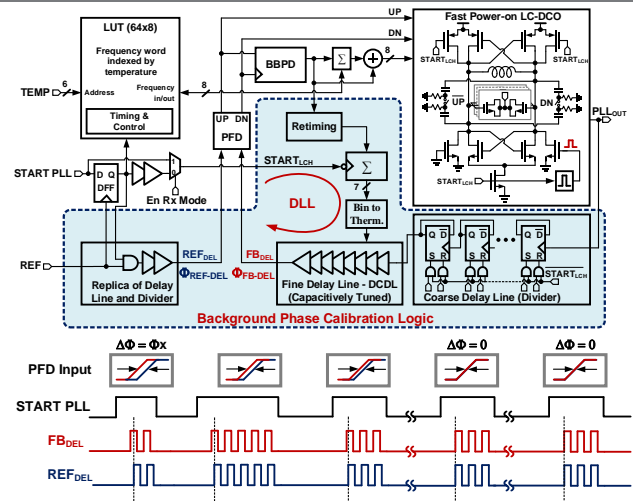 UP
LUT (64x8)
Frequency word
indexed by
temperature
Address
Frequency
in/out
Timing &
Control
TEMP
6
8
DN
BBPD
Σ
+
8
UP DN
PFD
Fast Power-on LC-DCO
START_LCH
START_LCH
UP
DN
START_LCH
PLL_OUT
Retiming
START_LCH
Σ
7
Bin to
Therm.
START PLL
D Q
DFF
1
0
En Rx Mode
DLL
REF
REF_DEL
Φ_REF-DEL
FB_DEL
Φ_FB-DEL
Replica of Delay
Line and Divider
Fine Delay Line - DCDL
(Capacitively Tuned)
Q D
S R
Q D
S R
Q D
S R
START_LCH
Coarse Delay Line (Divider)
Background Phase Calibration Logic
ΔΦ = Φx
ΔΦ = 0
ΔΦ = 0
PFD Input
START PLL
FB_DEL
REF_DEL